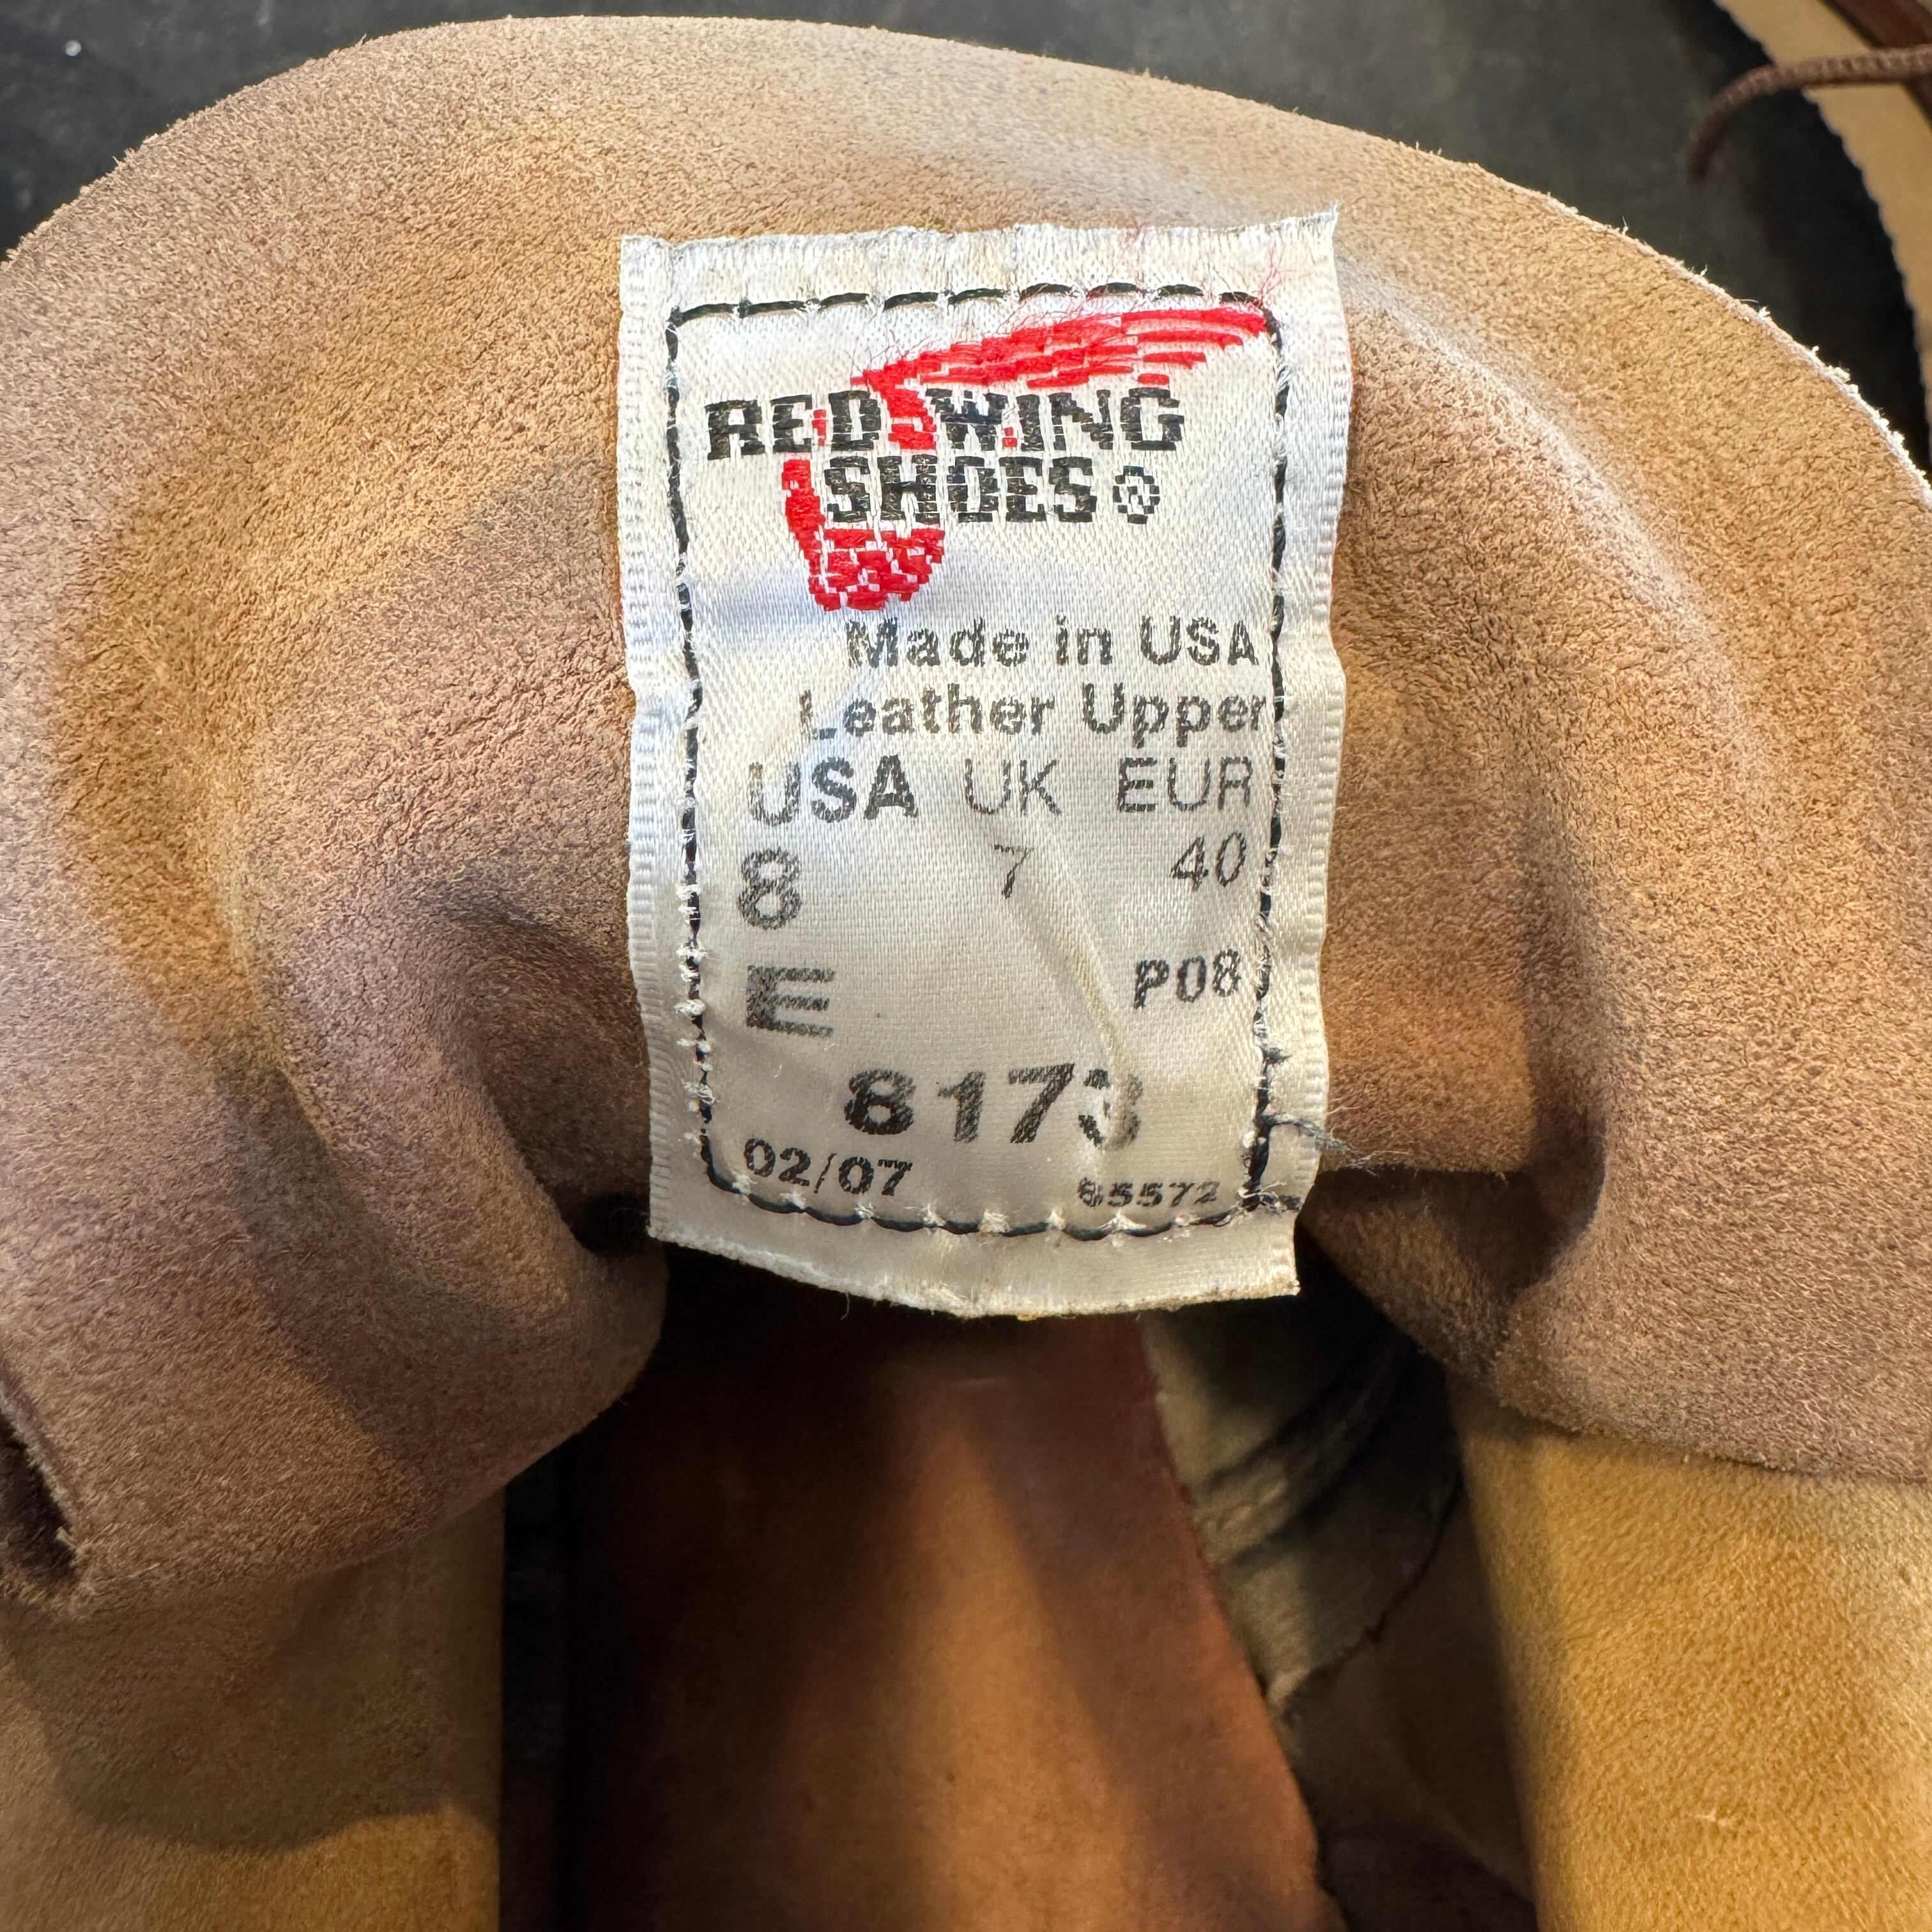 RED WING
SHOES®
Made in USA
Leather Upper
USA UK EUR
8 7 40
E P08
8173
02/07 85572